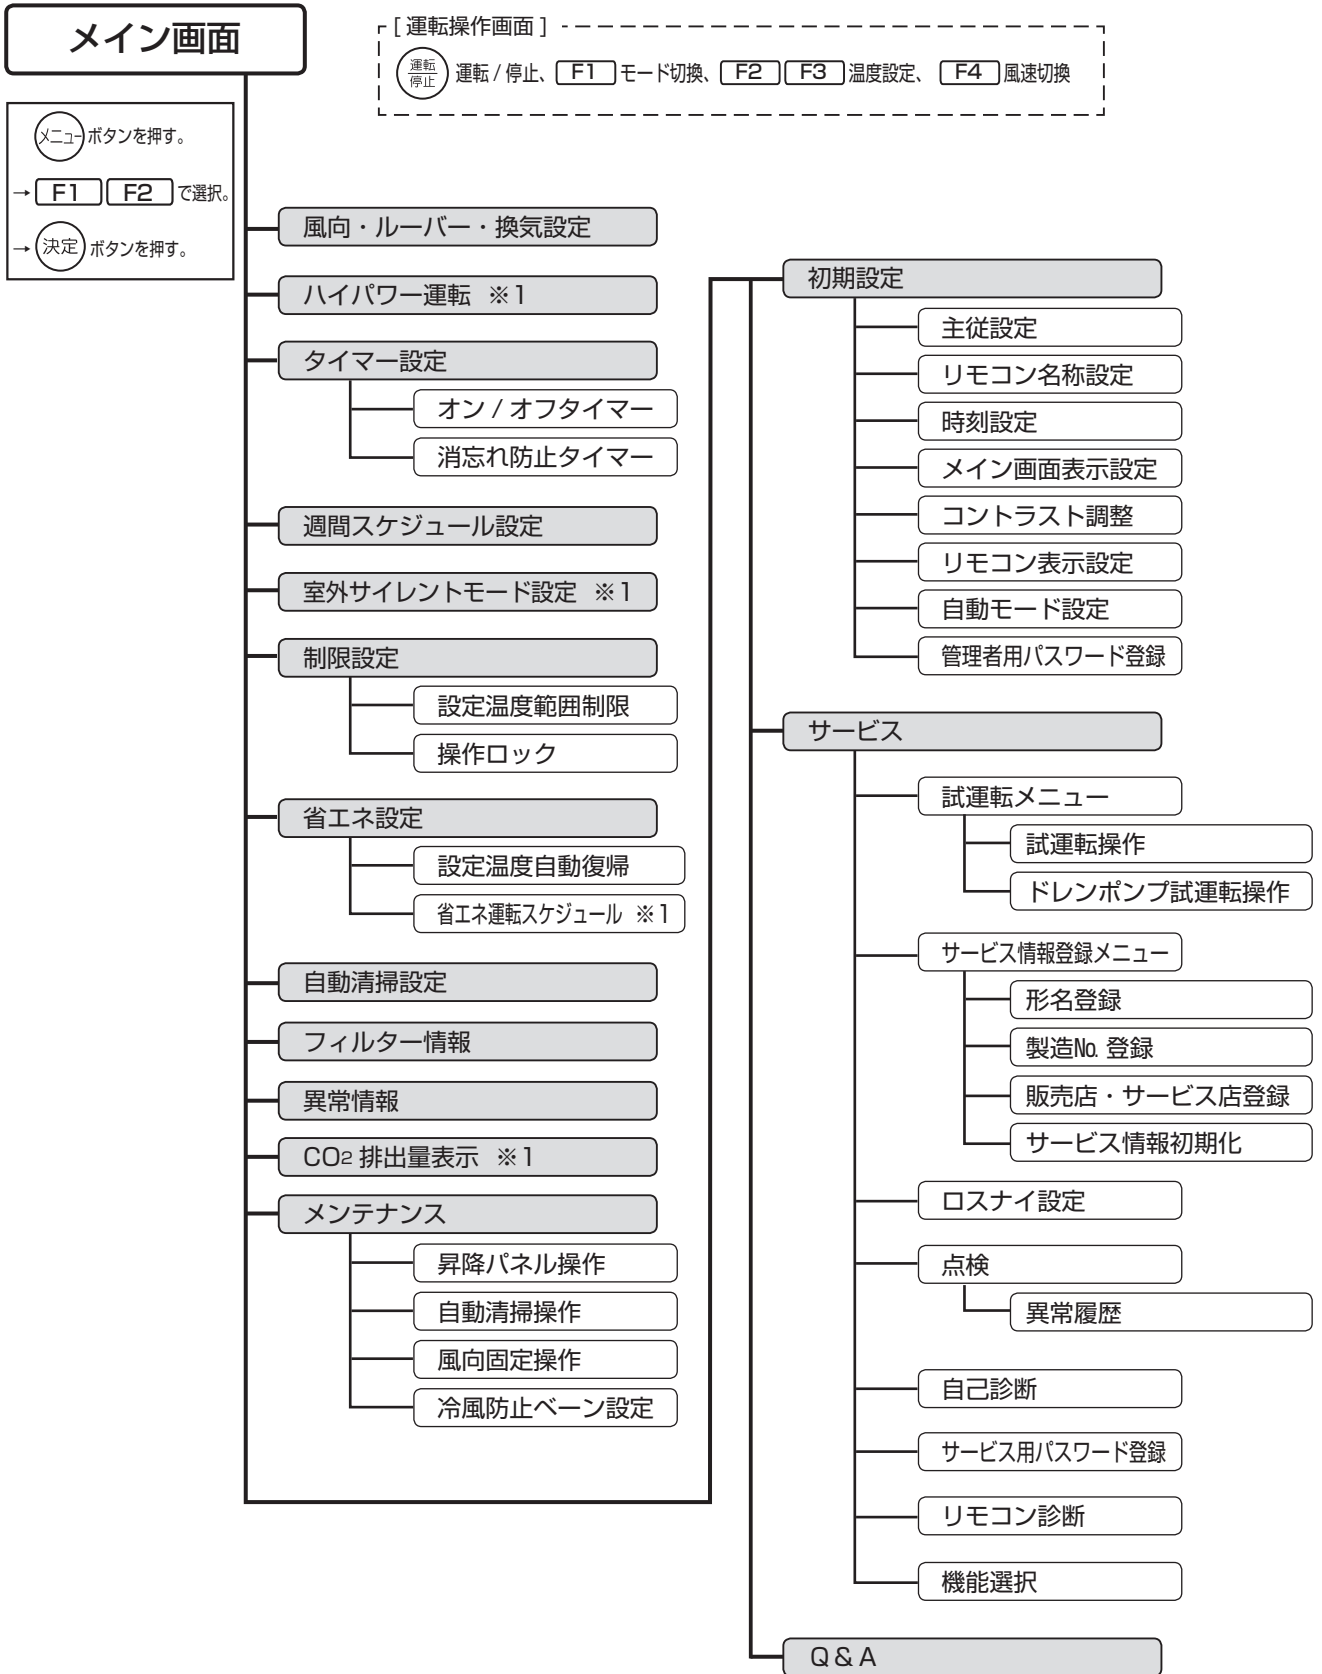 メイン画面
[ 運転操作画面 ]
運転 停止 運転 / 停止、 F1 モード切換、 F2 F3 温度設定、 F4 風速切換
メニュー ボタンを押す。
→ F1 F2 で選択。
→ 決定 ボタンを押す。
風向・ルーバー・換気設定
ハイパワー運転 ※1
タイマー設定
オン / オフタイマー
消忘れ防止タイマー
週間スケジュール設定
室外サイレントモード設定 ※1
制限設定
設定温度範囲制限
操作ロック
省エネ設定
設定温度自動復帰
省エネ運転スケジュール ※1
自動清掃設定
フィルター情報
異常情報
CO2 排出量表示 ※1
メンテナンス
昇降パネル操作
自動清掃操作
風向固定操作
冷風防止ベーン設定
初期設定
主従設定
リモコン名称設定
時刻設定
メイン画面表示設定
コントラスト調整
リモコン表示設定
自動モード設定
管理者用パスワード登録
サービス
試運転メニュー
試運転操作
ドレンポンプ試運転操作
サービス情報登録メニュー
形名登録
製造№ 登録
販売店・サービス店登録
サービス情報初期化
ロスナイ設定
点検
異常履歴
自己診断
サービス用パスワード登録
リモコン診断
機能選択
Q & A